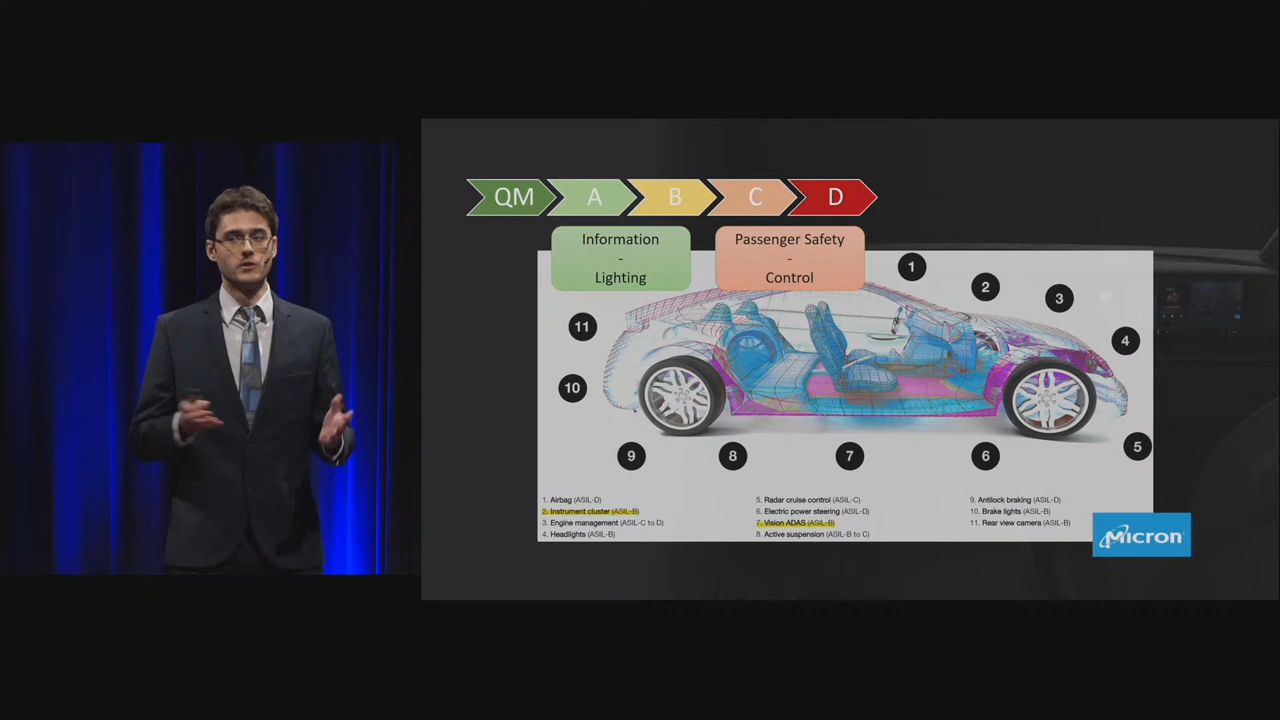 QM
A
B
C
D
Information
-
Lighting
Passenger Safety
-
Control
1
2
3
4
5
6
7
8
9
10
11
1. Airbag (ASIL-D)
2. Instrument cluster (ASIL-B)
3. Engine management (ASIL-C to D)
4. Headlights (ASIL-B)
5. Radar cruise control (ASIL-C)
6. Electric power steering (ASIL-D)
7. Vision ADAS (ASIL-B)
8. Active suspension (ASIL-B to C)
9. Antilock braking (ASIL-D)
10. Brake lights (ASIL-B)
11. Rear view camera (ASIL-B)
Micron